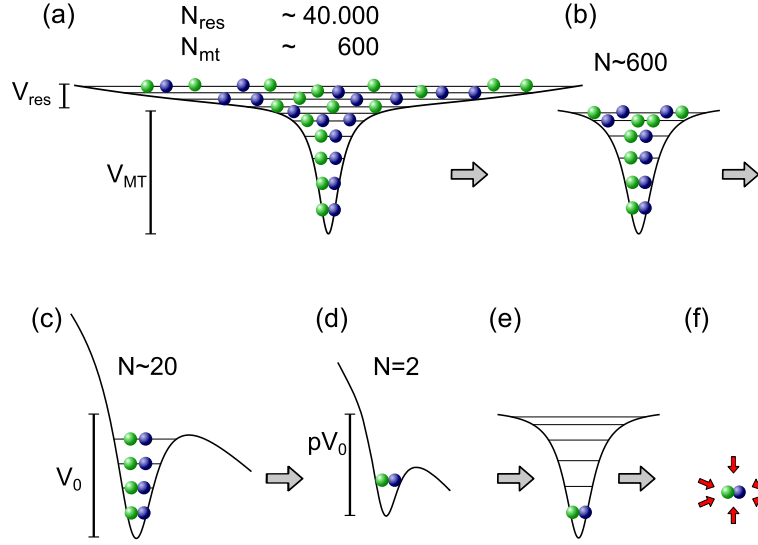 (a)
N_res ~ 40.000
N_mt ~ 600
(b)
N~600
V_res
V_MT
(c)
N~20
V_0
(d)
N=2
pV_0
(e)
(f)